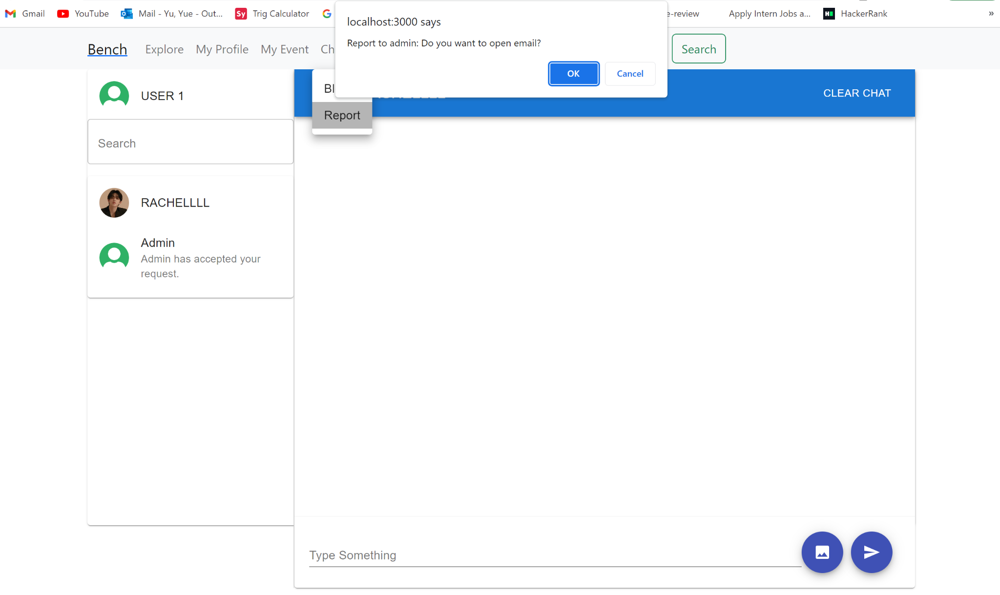 Gmail YouTube Mail - Yu, Yue - Out... Sy Trig Calculator e-review Apply Intern Jobs a... HackerRank »
localhost:3000 says
Report to admin: Do you want to open email?
OK Cancel
Bench Explore My Profile My Event Ch Search
USER 1
Bl
CLEAR CHAT
Report
Search
RACHELLLL
Admin
Admin has accepted your
request.
Type Something